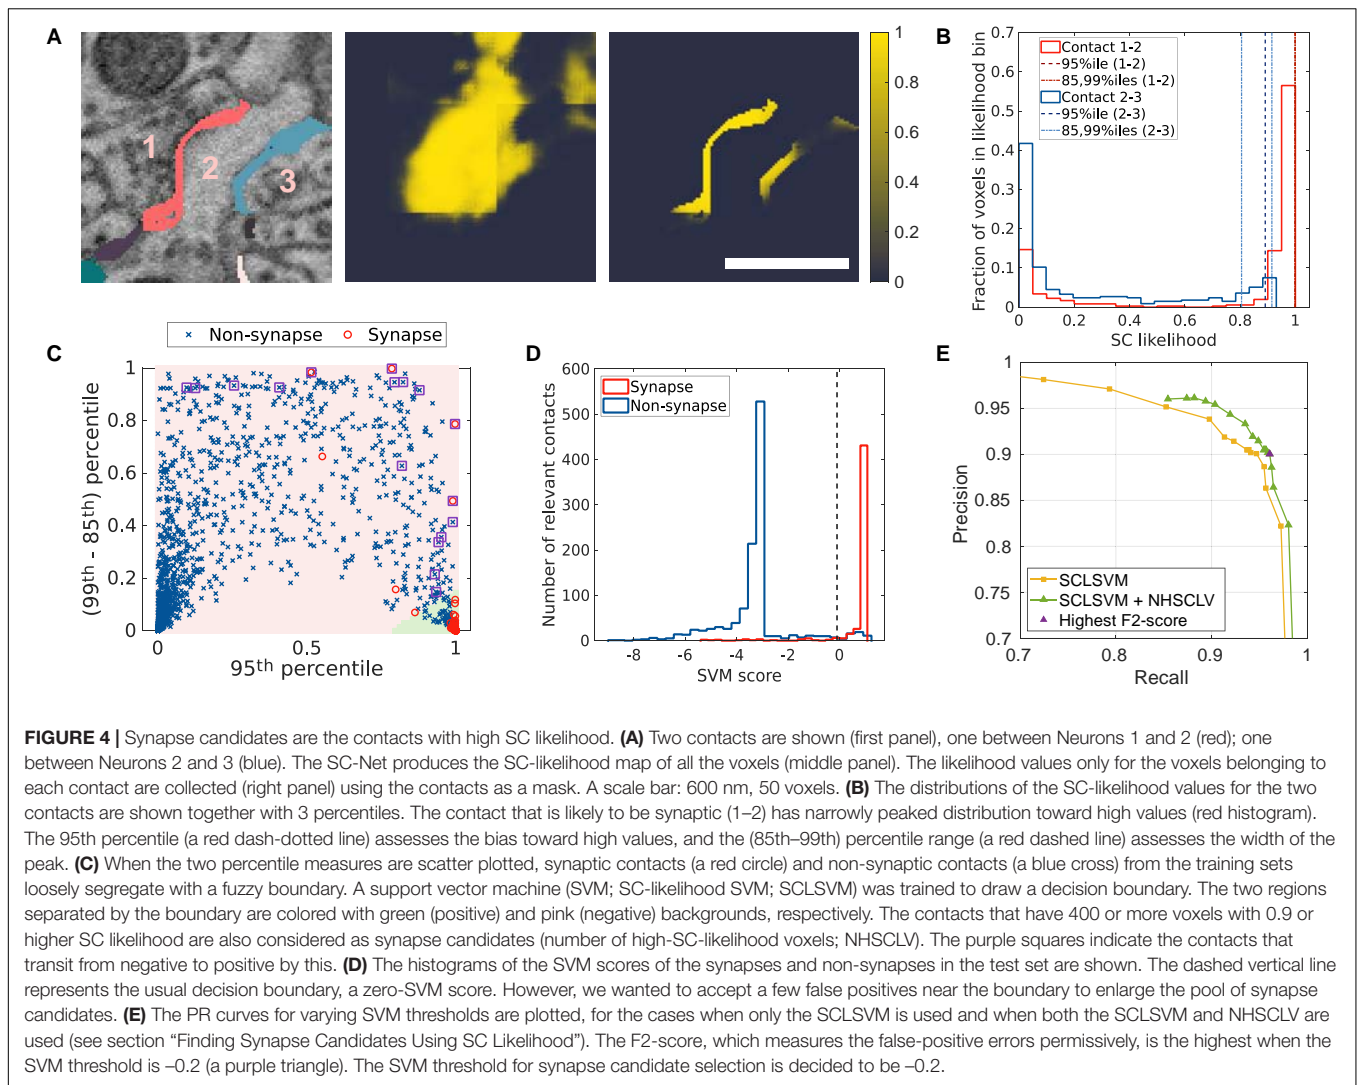 A
1
2
3
1
0.8
0.6
0.4
0.2
0
B
Fraction of voxels in likelihood bin
0.7
0.6
0.5
0.4
0.3
0.2
0.1
0
Contact 1-2
95%ile (1-2)
85,99%iles (1-2)
Contact 2-3
95%ile (2-3)
85,99%iles (2-3)
0 0.2 0.4 0.6 0.8 1
SC likelihood
Non-synapse Synapse
C
(99th - 85th) percentile
1
0.8
0.6
0.4
0.2
0
0 0.5 1
95th percentile
D
Number of relevant contacts
600
500
400
300
200
100
0
Synapse
Non-synapse
-8 -6 -4 -2 0
SVM score
E
Precision
1
0.95
0.9
0.85
0.8
0.75
0.7
SCLSVM
SCLSVM + NHSCLV
Highest F2-score
0.7 0.8 0.9 1
Recall
FIGURE 4 | Synapse candidates are the contacts with high SC likelihood. (A) Two contacts are shown (first panel), one between Neurons 1 and 2 (red); one
between Neurons 2 and 3 (blue). The SC-Net produces the SC-likelihood map of all the voxels (middle panel). The likelihood values only for the voxels belonging to
each contact are collected (right panel) using the contacts as a mask. A scale bar: 600 nm, 50 voxels. (B) The distributions of the SC-likelihood values for the two
contacts are shown together with 3 percentiles. The contact that is likely to be synaptic (1–2) has narrowly peaked distribution toward high values (red histogram).
The 95th percentile (a red dash-dotted line) assesses the bias toward high values, and the (85th–99th) percentile range (a red dashed line) assesses the width of the
peak. (C) When the two percentile measures are scatter plotted, synaptic contacts (a red circle) and non-synaptic contacts (a blue cross) from the training sets
loosely segregate with a fuzzy boundary. A support vector machine (SVM; SC-likelihood SVM; SCLSVM) was trained to draw a decision boundary. The two regions
separated by the boundary are colored with green (positive) and pink (negative) backgrounds, respectively. The contacts that have 400 or more voxels with 0.9 or
higher SC likelihood are also considered as synapse candidates (number of high-SC-likelihood voxels; NHSCLV). The purple squares indicate the contacts that
transit from negative to positive by this. (D) The histograms of the SVM scores of the synapses and non-synapses in the test set are shown. The dashed vertical line
represents the usual decision boundary, a zero-SVM score. However, we wanted to accept a few false positives near the boundary to enlarge the pool of synapse
candidates. (E) The PR curves for varying SVM thresholds are plotted, for the cases when only the SCLSVM is used and when both the SCLSVM and NHSCLV are
used (see section “Finding Synapse Candidates Using SC Likelihood”). The F2-score, which measures the false-positive errors permissively, is the highest when the
SVM threshold is –0.2 (a purple triangle). The SVM threshold for synapse candidate selection is decided to be –0.2.